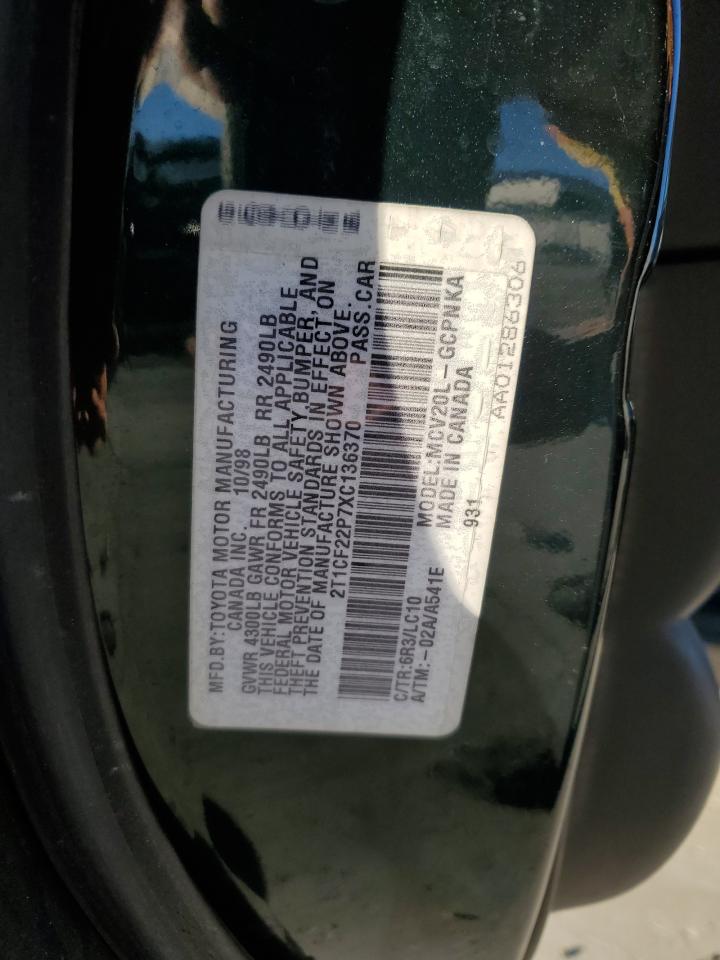 MFD.BY:TOYOTA MOTOR MANUFACTURING
CANADA INC. 10/98
GVWR 4300LB GAWR FR 2490LB RR 2490LB
THIS VEHICLE CONFORMS TO ALL APPLICABLE
FEDERAL MOTOR VEHICLE SAFETY BUMPER, AND
THEFT PREVENTION STANDARDS IN EFFECT ON
THE DATE OF MANUFACTURE SHOWN ABOVE.
2T1CF22P7XC136370 PASS.CAR
C/TR:6R3/LC10 MODEL:MCV20L-GCPNKA
A/TM:-02A/A541E MADE IN CANADA
931
AA01286306